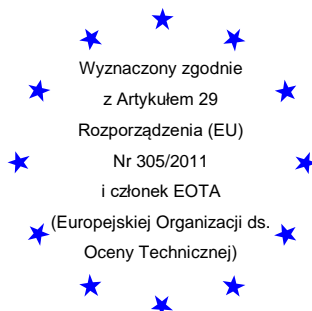 Wyznaczony zgodnie
z Artykułem 29
Rozporządzenia (EU)
Nr 305/2011
i członek EOTA
(Europejskiej Organizacji ds.
Oceny Technicznej)